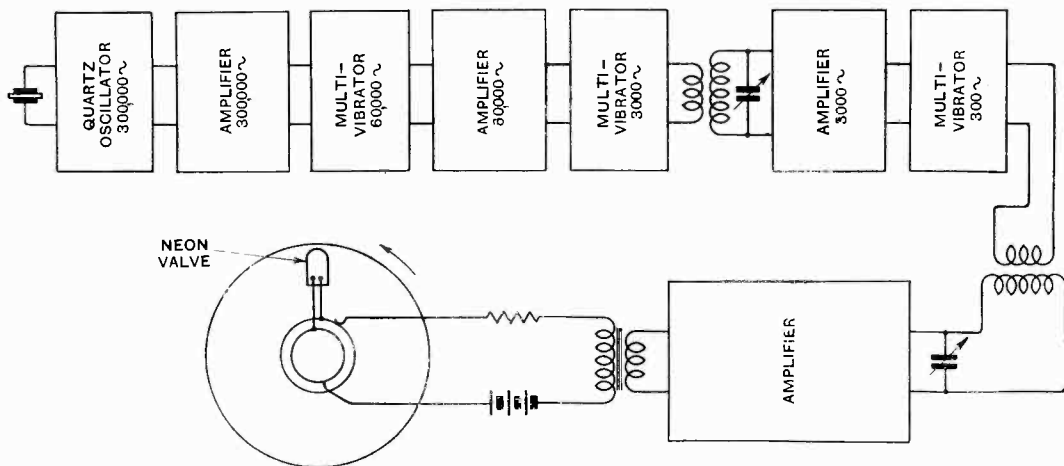 QUARTZ
OSCILLATOR
300,000~
AMPLIFIER
300,000~
MULTI-
VIBRATOR
60,000~
AMPLIFIER
60,000~
MULTI-
VIBRATOR
3000~
AMPLIFIER
3000~
MULTI-
VIBRATOR
300~
NEON
VALVE
AMPLIFIER